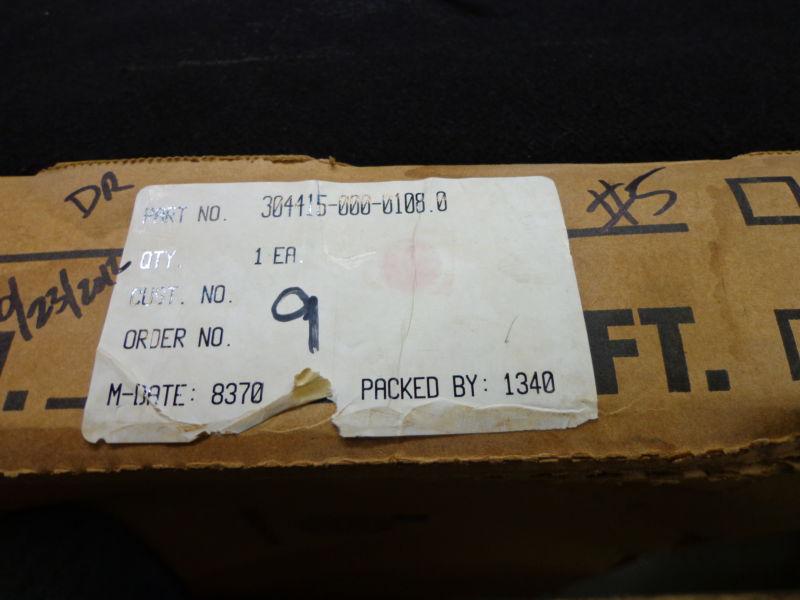 DR
#5
PART NO. 304415-000-0108.0
QTY. 1 EA.
CUST. NO.
9
ORDER NO.
FT.
M-DATE: 8370 PACKED BY: 1340